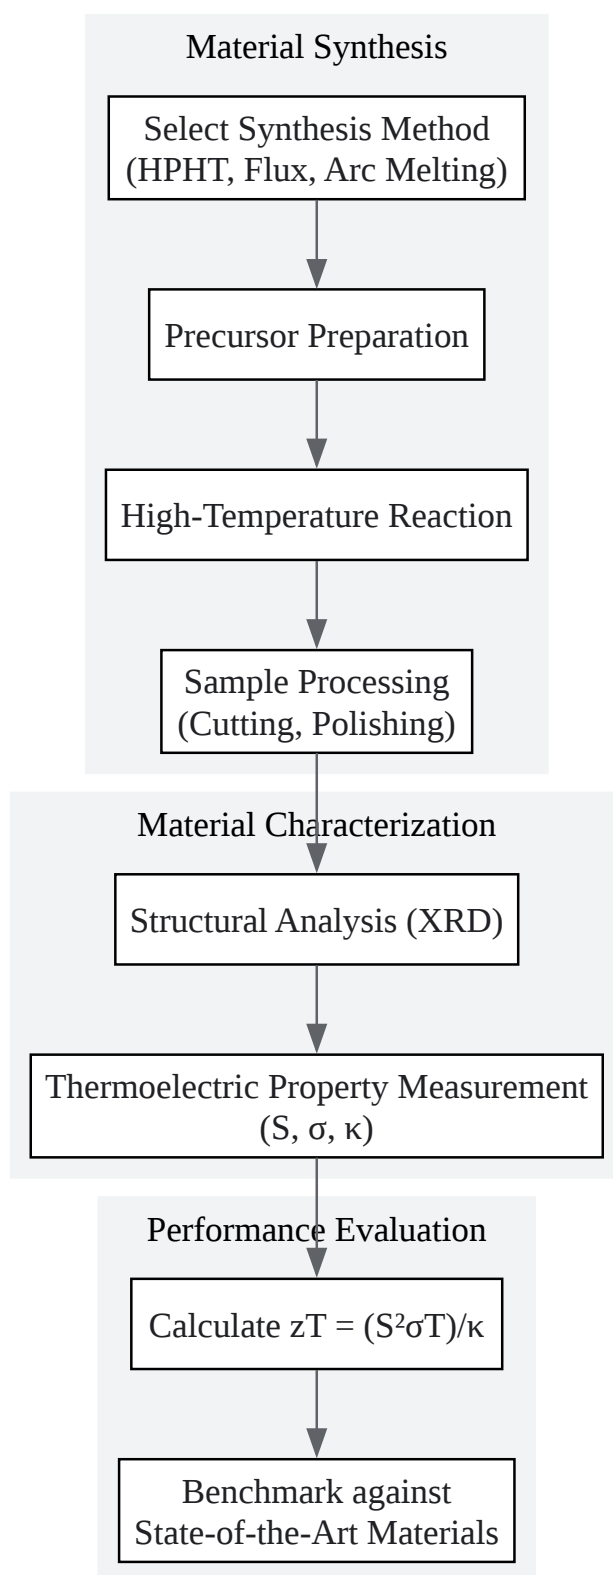 Material Synthesis
Select Synthesis Method
(HPHT, Flux, Arc Melting)
Precursor Preparation
High-Temperature Reaction
Sample Processing
(Cutting, Polishing)
Material Characterization
Structural Analysis (XRD)
Thermoelectric Property Measurement
(S, σ, κ)
Performance Evaluation
Calculate zT = (S²σT)/κ
Benchmark against
State-of-the-Art Materials